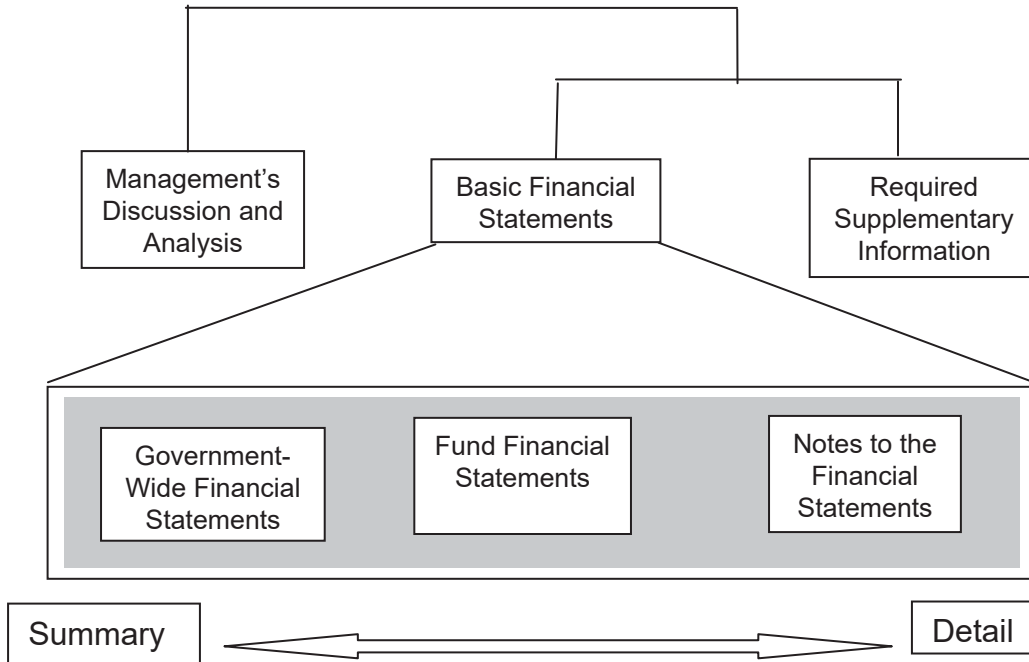 Management’s
Discussion and
Analysis
Basic Financial
Statements
Required
Supplementary
Information
Government-
Wide Financial
Statements
Fund Financial
Statements
Notes to the
Financial
Statements
Summary
Detail